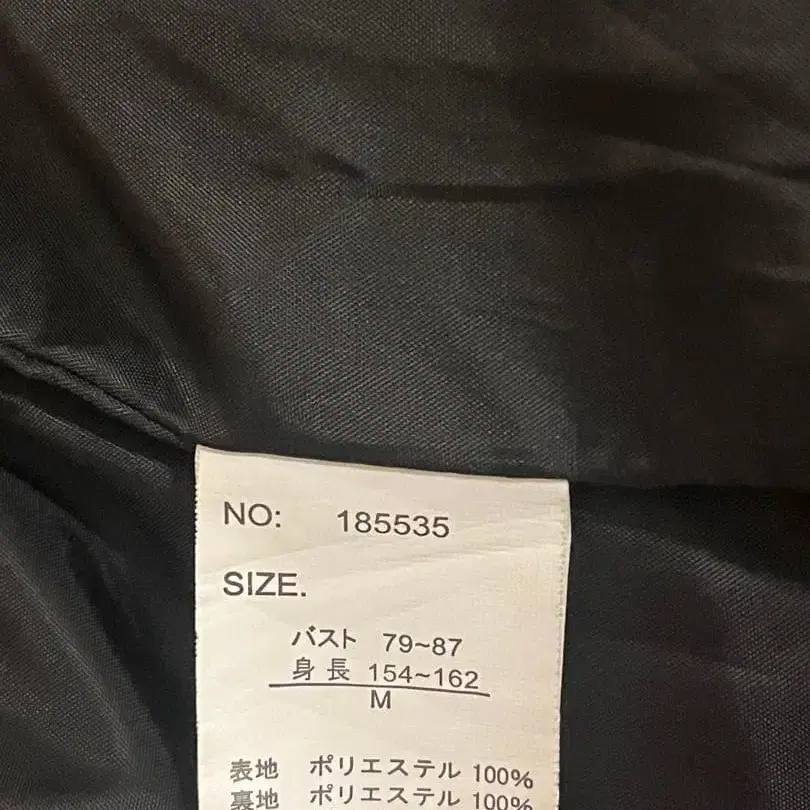 NO: 185535
SIZE.
バスト 79~87
身長 154~162
M
表地 ポリエステル 100%
裏地 ポリエステル 100%